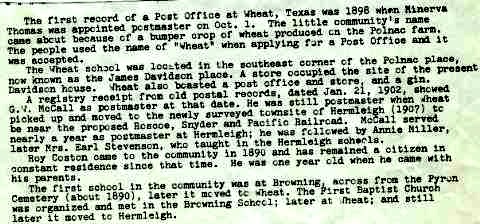 The first record of a Post Office at Wheat, Texas was 1898 when Minerva
Thomas was appointed postmaster on Oct. 1. The little community's name
came about because of a bumper crop of wheat produced on the Polnac farm.
The people used the name of "Wheat" when applying for a Post Office and it
was accepted.
The Wheat school was located in the southeast corner of the Polnac place,
now known as the James Davidson place. A store occupied the site of the present
Davidson house. Wheat also boasted a post office and store, and a gin.
A registry receipt from old postal records, dated Jan. 21, 1902, showed
G.W. McCall as postmaster at that date. He was still postmaster when Wheat
picked up and moved to the newly surveyed townsite of Hermleigh (1907) to
be near the proposed Roscoe, Snyder and Pacific Railroad. McCall served
nearly a year as postmaster at Hermleigh; he was followed by Annie Miller,
later Mrs. Earl Stevenson, who taught in the Hermleigh schools.
Roy Coston came to the community in 1890 and has remained a citizen in
constant residence since that time. He was one year old when he came with
his parents.
The first school in the community was at Browning, across from the Pyron
Cemetery (about 1890), later it moved to Wheat. The First Baptist Church
was organized and met in the Browning School; later at Wheat; and still
later it moved to Hermleigh.